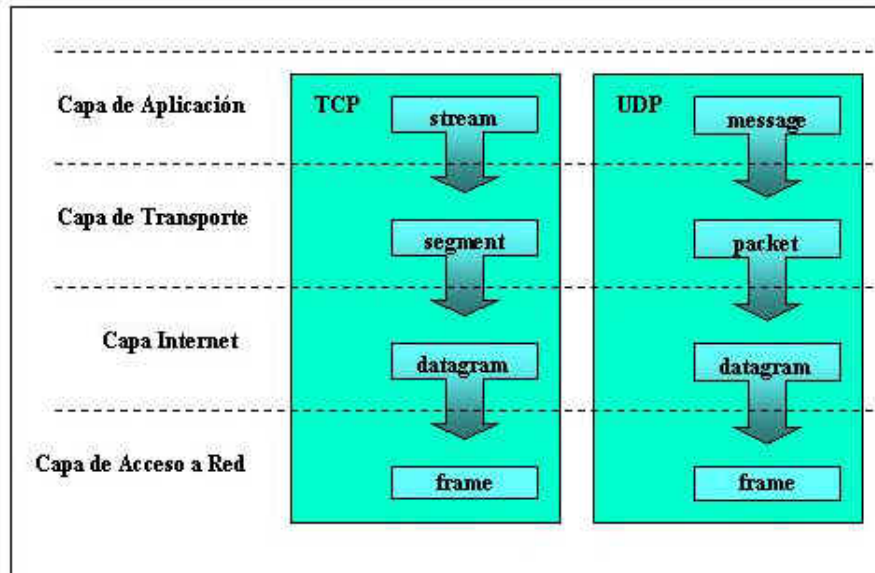 Capa de Aplicación
TCP
stream
UDP
message
Capa de Transporte
segment
packet
Capa Internet
datagram
datagram
Capa de Acceso a Red
frame
frame